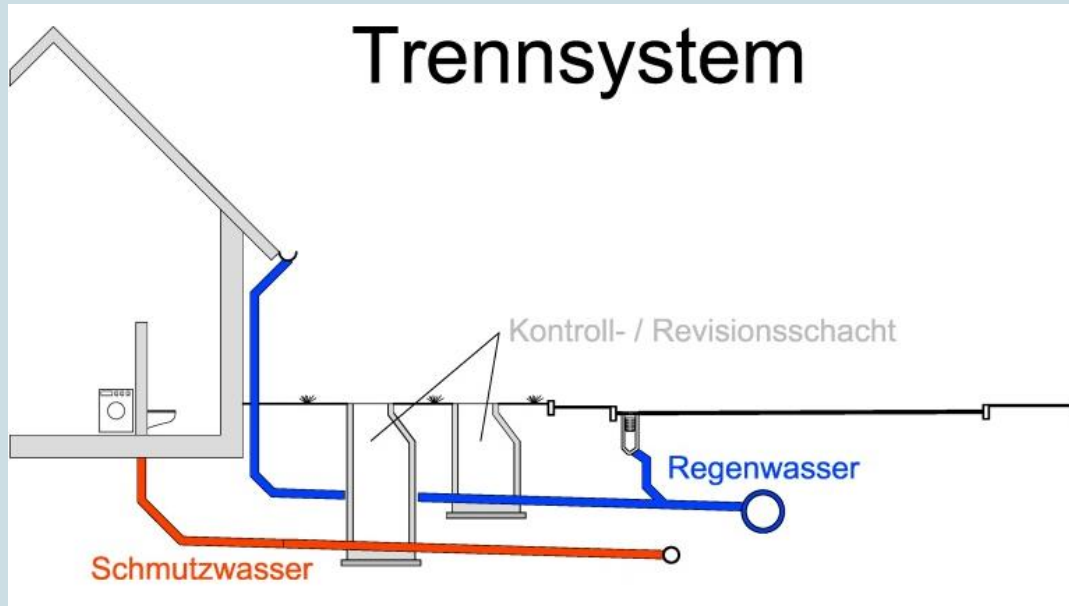 Trennsystem
Kontroll- / Revisionsschacht
Regenwasser
Schmutzwasser